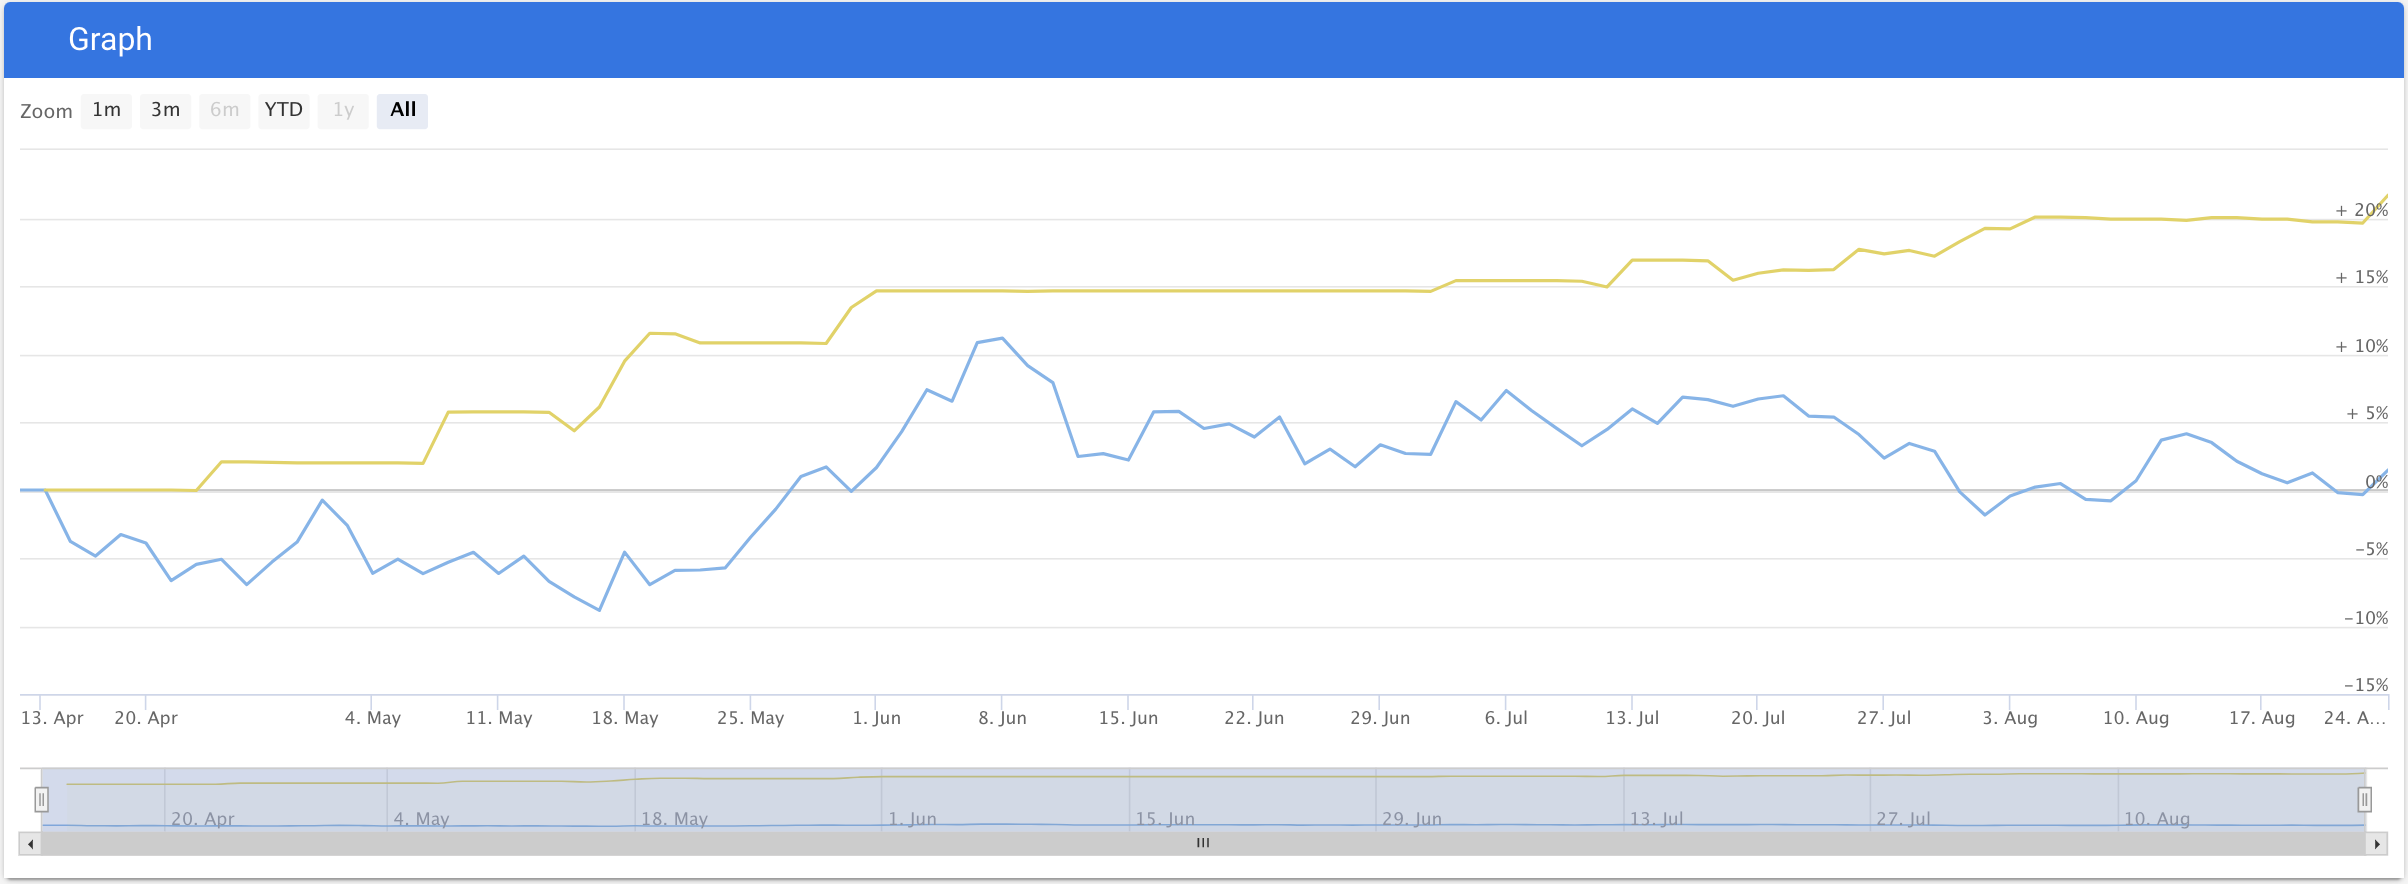 Graph
Zoom 1m 3m 6m YTD 1y All
+ 20%
+ 15%
+ 10%
+ 5%
0%
−5%
−10%
−15%
13. Apr 20. Apr 4. May 11. May 18. May 25. May 1. Jun 8. Jun 15. Jun 22. Jun 29. Jun 6. Jul 13. Jul 20. Jul 27. Jul 3. Aug 10. Aug 17. Aug 24. A...
20. Apr 4. May 18. May 1. Jun 15. Jun 29. Jun 13. Jul 27. Jul 10. Aug